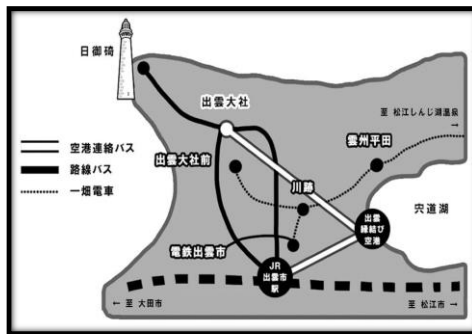 日御碕
出雲大社
至 松江しんじ湖温泉
→
空港連絡バス
路線バス
一畑電車
出雲大社前
雲州平田
川跡
宍道湖
出雲
縁結び
空港
電鉄出雲市
JR
出雲市
駅
← 至 大田市
至 松江市 →